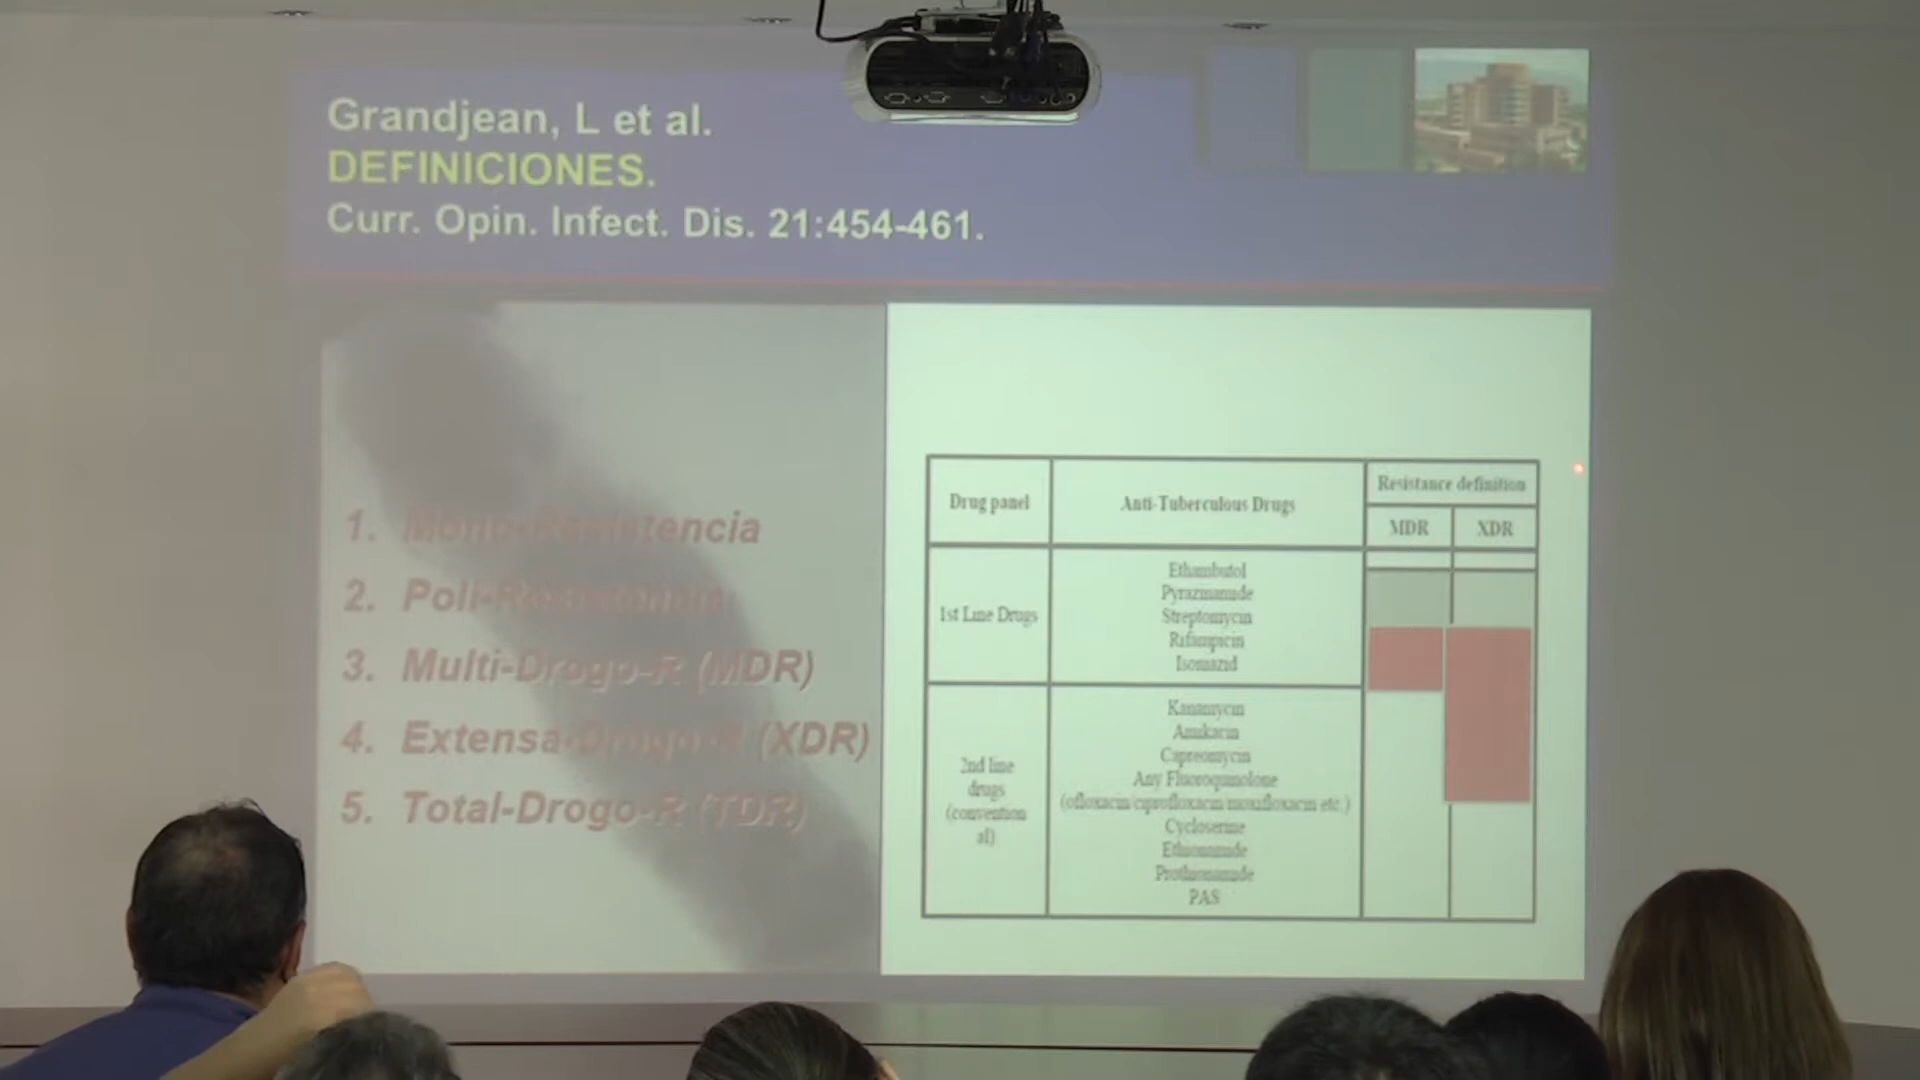 Grandjean, L et al.
DEFINICIONES.
Curr. Opin. Infect. Dis. 21:454-461.
1. Mono-Resistencia
2. Poli-Resistencia
3. Multi-Drogo-R (MDR)
4. Extensa-Drogo-R (XDR)
5. Total-Drogo-R (TDR)
Drug panel
Anti-Tuberculous Drugs
Resistance definition
MDR
XDR
1st Line Drugs
Ethambutol
Pyrazinamide
Streptomycin
Rifampicin
Isoniazid
2nd line
drugs
(convention
al)
Kanamycin
Amikacin
Capreomycin
Any Fluoroquinolone
(ofloxacin/ciprofloxacin/moxifloxacin etc.)
Cycloserine
Ethionamide
Prothionamide
PAS